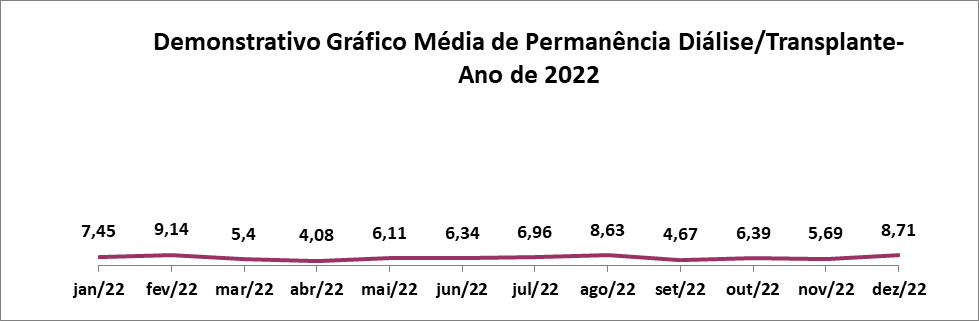 Demonstrativo Gráfico Média de Permanência Diálise/Transplante-
Ano de 2022
7,45 9,14 5,4 4,08 6,11 6,34 6,96 8,63 4,67 6,39 5,69 8,71
jan/22 fev/22 mar/22 abr/22 mai/22 jun/22 jul/22 ago/22 set/22 out/22 nov/22 dez/22